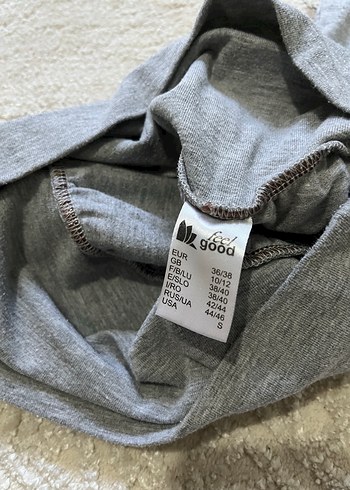 feel
good
EUR 36/38
GB 10/12
F/B/LU 38/40
E/SLO 38/40
I/RO 42/44
RUS/UA 44/46
USA S